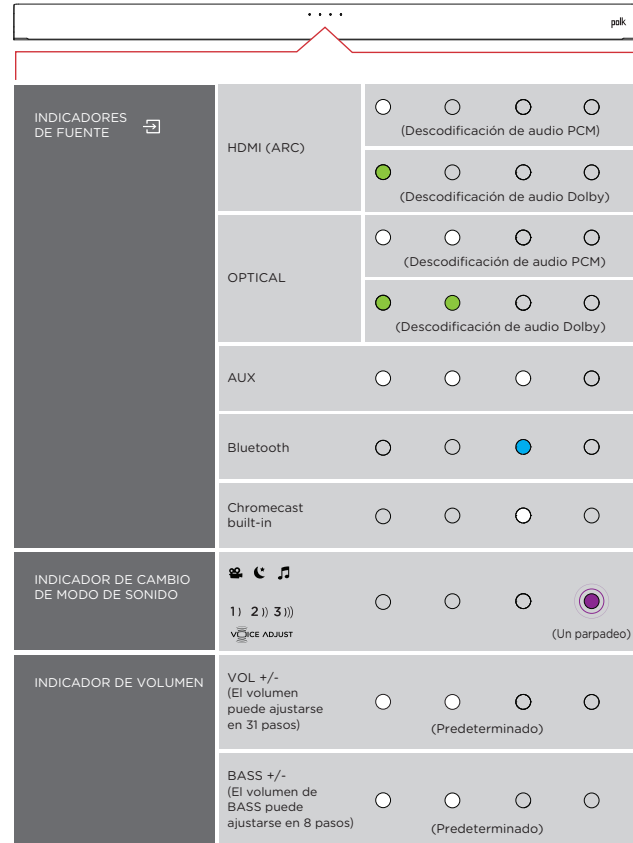 polk
INDICADORES
DE FUENTE
HDMI (ARC)
(Descodificación de audio PCM)
(Descodificación de audio Dolby)
OPTICAL
(Descodificación de audio PCM)
(Descodificación de audio Dolby)
AUX
Bluetooth
Chromecast
built-in
INDICADOR DE CAMBIO
DE MODO DE SONIDO
1) 2)) 3)))
VOICE ADJUST
(Un parpadeo)
INDICADOR DE VOLUMEN
VOL +/-
(El volumen
puede ajustarse
en 31 pasos)
(Predeterminado)
BASS +/-
(El volumen de
BASS puede
ajustarse en 8 pasos)
(Predeterminado)